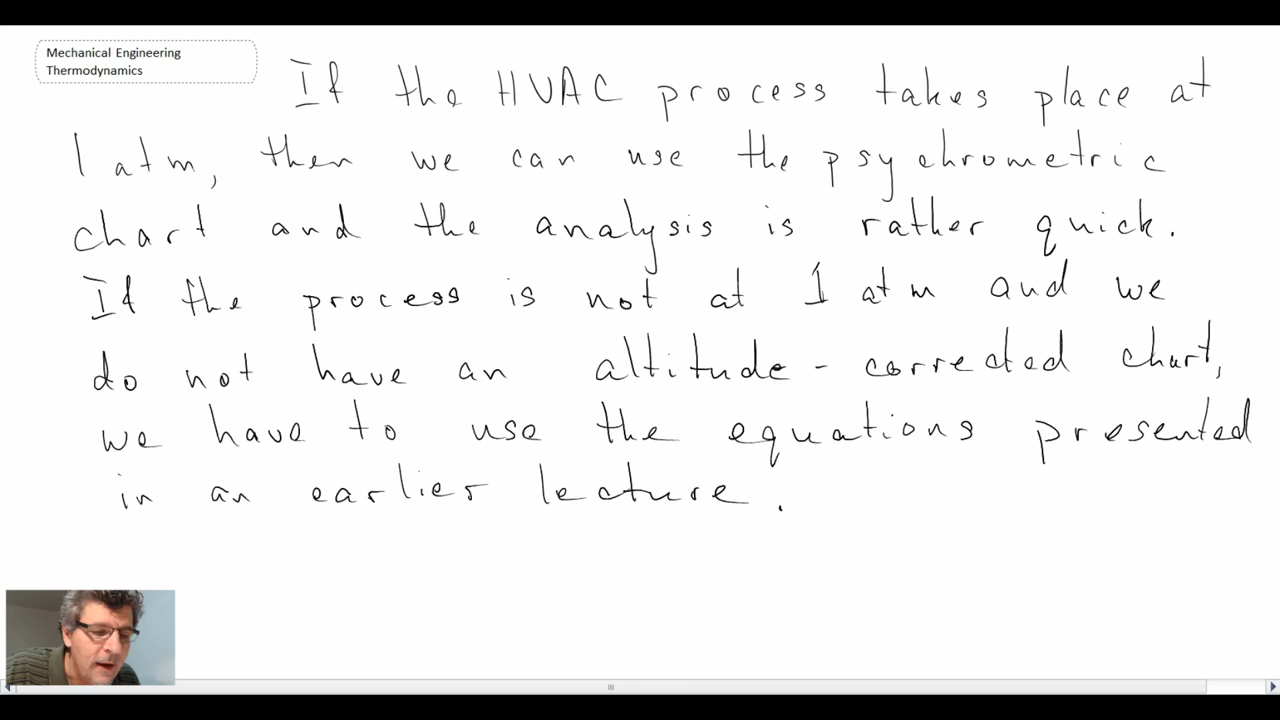 Mechanical Engineering
Thermodynamics
If the HVAC process takes place at
1 atm, then we can use the psychrometric
chart and the analysis is rather quick.
If the process is not at 1 atm and we
do not have an altitude - corrected chart,
we have to use the equations presented
in an earlier lecture.